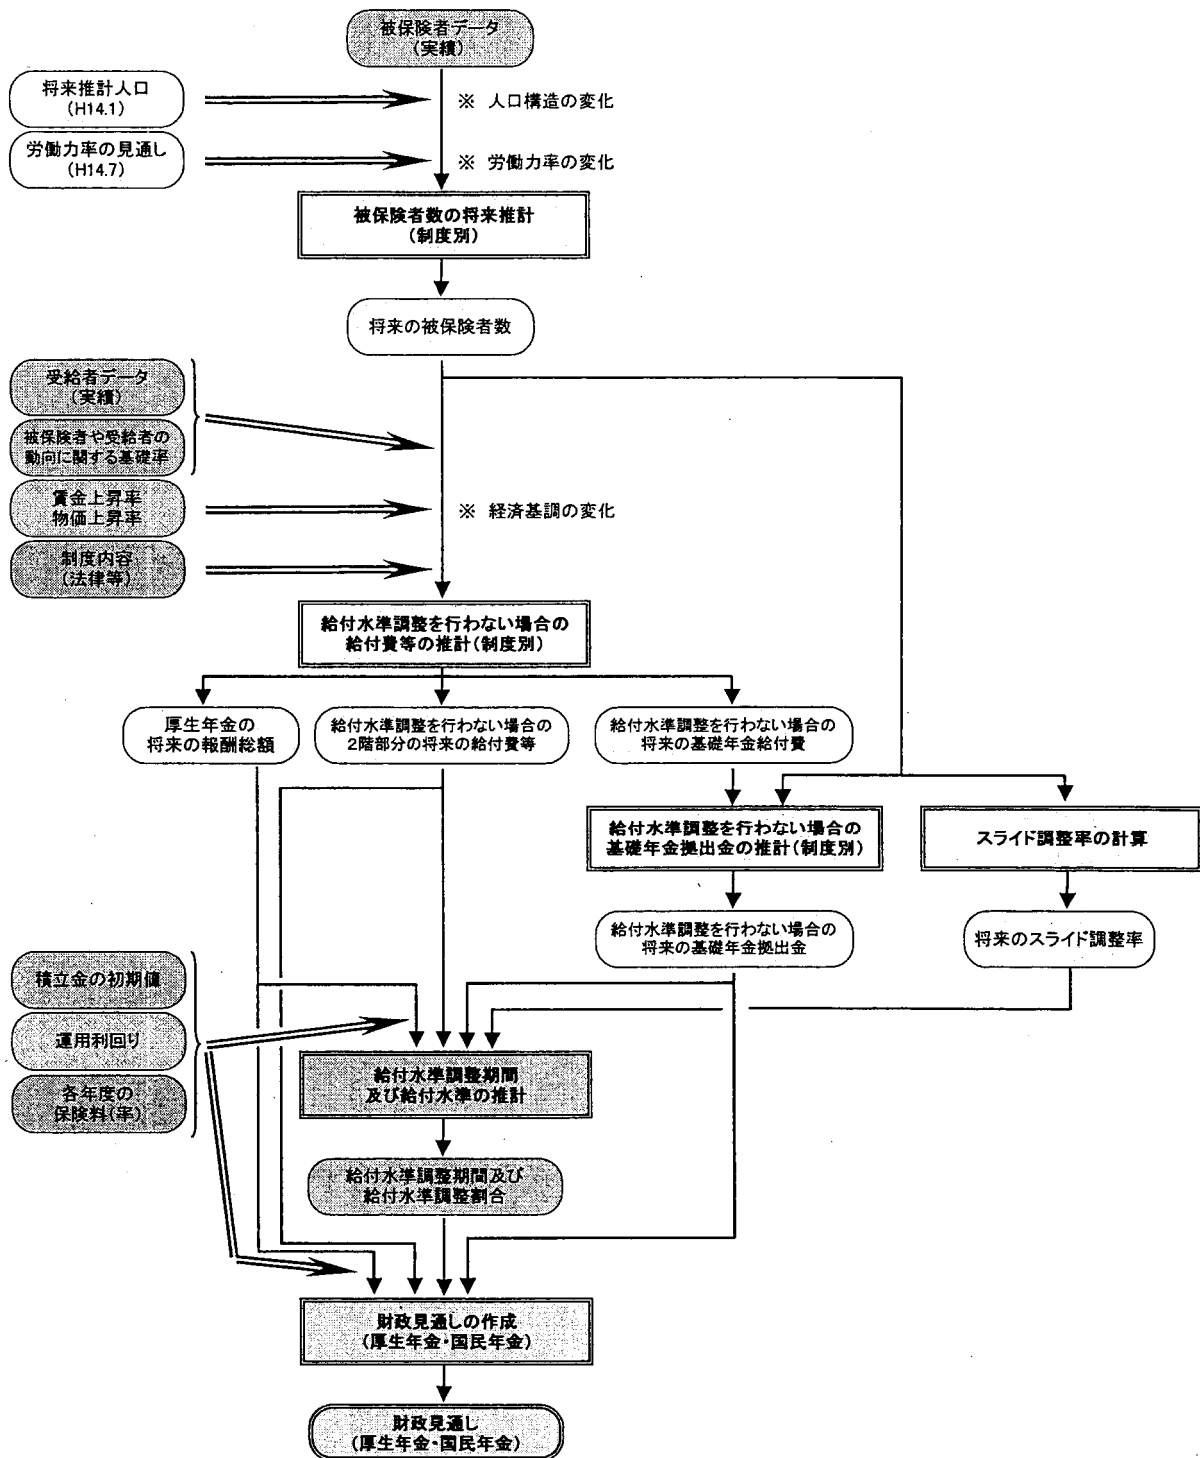 被保険者データ
(実績)
将来推計人口
(H14.1)
※ 人口構造の変化
労働力率の見通し
(H14.7)
※ 労働力率の変化
被保険者数の将来推計
(制度別)
将来の被保険者数
受給者データ
(実績)
被保険者や受給者の
動向に関する基礎率
賃金上昇率
物価上昇率
※ 経済基調の変化
制度内容
(法律等)
給付水準調整を行わない場合の
給付費等の推計(制度別)
厚生年金の
将来の報酬総額
給付水準調整を行わない場合の
2階部分の将来の給付費等
給付水準調整を行わない場合の
将来の基礎年金給付費
給付水準調整を行わない場合の
基礎年金拠出金の推計(制度別)
スライド調整率の計算
給付水準調整を行わない場合の
将来の基礎年金拠出金
将来のスライド調整率
積立金の初期値
運用利回り
各年度の
保険料(率)
給付水準調整期間
及び給付水準の推計
給付水準調整期間及び
給付水準調整割合
財政見通しの作成
(厚生年金・国民年金)
財政見通し
(厚生年金・国民年金)